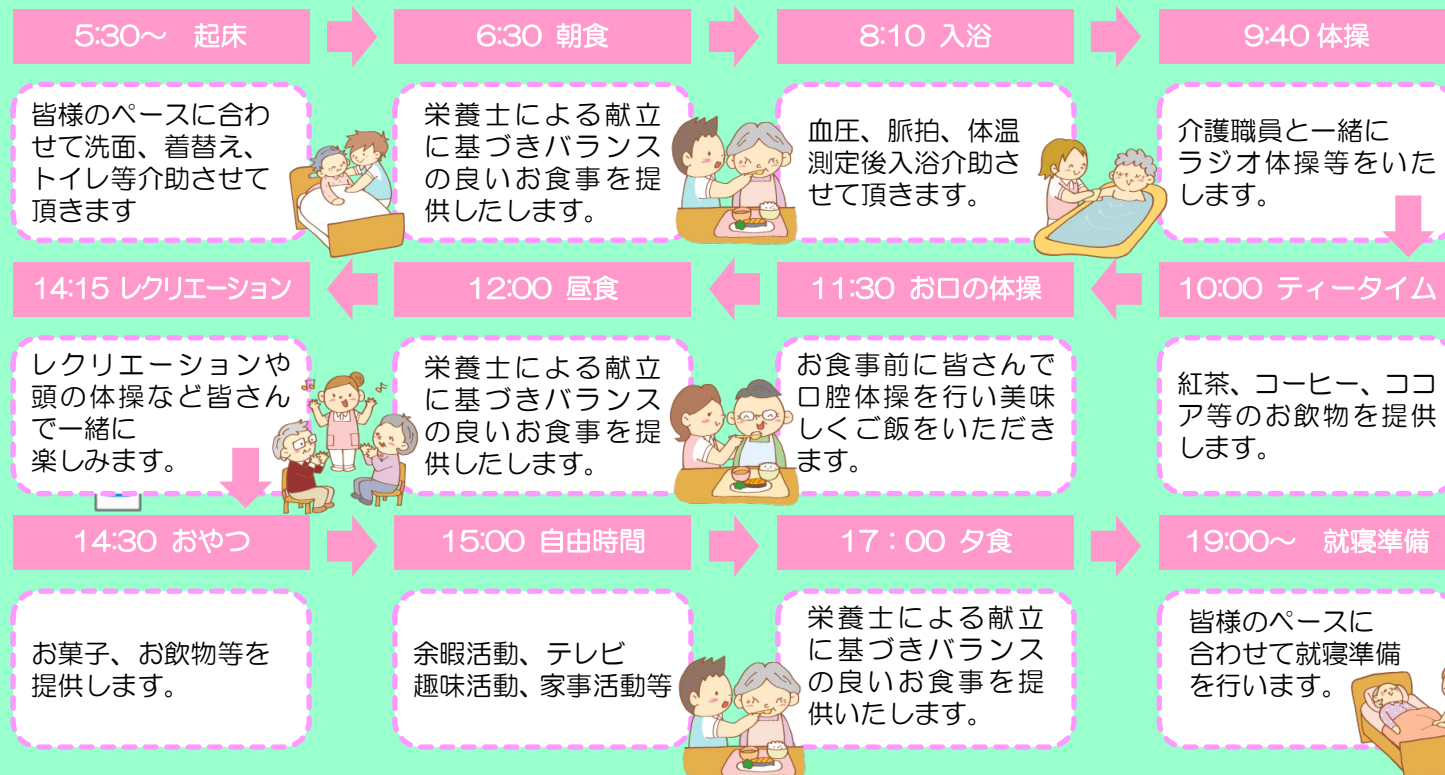 5:30～　起床
皆様のペースに合わ
せて洗面、着替え、
トイレ等介助させて
頂きます
6:30 朝食
栄養士による献立
に基づきバランス
の良いお食事を提
供したします。
8:10 入浴
血圧、脈拍、体温
測定後入浴介助さ
せて頂きます。
9:40 体操
介護職員と一緒に
ラジオ体操等をいた
します。
10:00 ティータイム
紅茶、コーヒー、ココ
ア等のお飲物を提供
します。
11:30 お口の体操
お食事前に皆さんで
口腔体操を行い美味
しくご飯をいただき
ます。
12:00 昼食
栄養士による献立
に基づきバランス
の良いお食事を提
供したします。
14:15 レクリエーション
レクリエーションや
頭の体操など皆さん
で一緒に
楽しみます。
14:30 おやつ
お菓子、お飲物等を
提供します。
15:00 自由時間
余暇活動、テレビ
趣味活動、家事活動等
17：00 夕食
栄養士による献立
に基づきバランス
の良いお食事を提
供いたします。
19:00～　就寝準備
皆様のペースに
合わせて就寝準備
を行います。